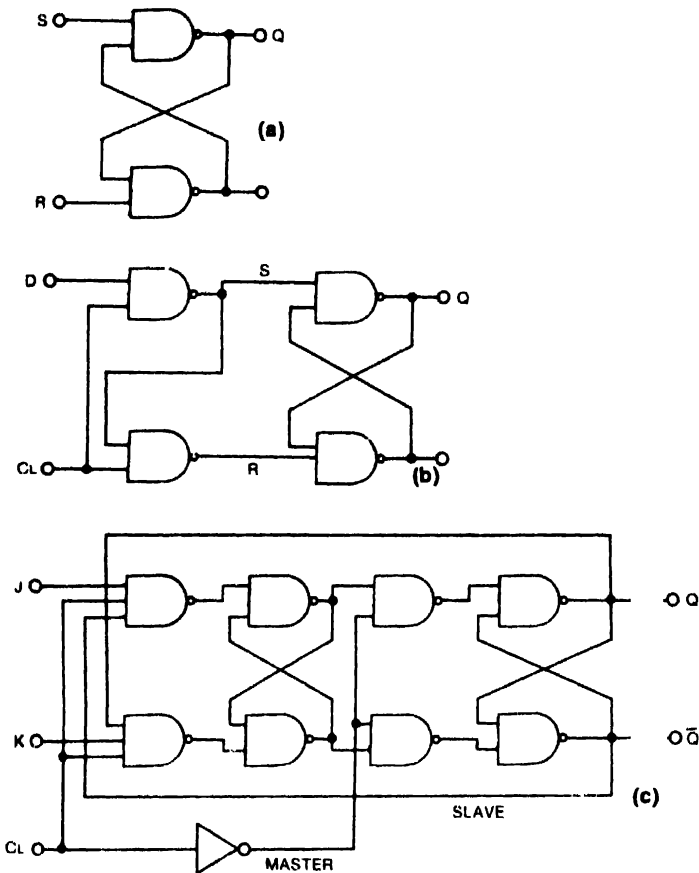 S Q
(a)
R
D S Q
CL R (b)
J Q
K Q̅
(c)
SLAVE
CL MASTER